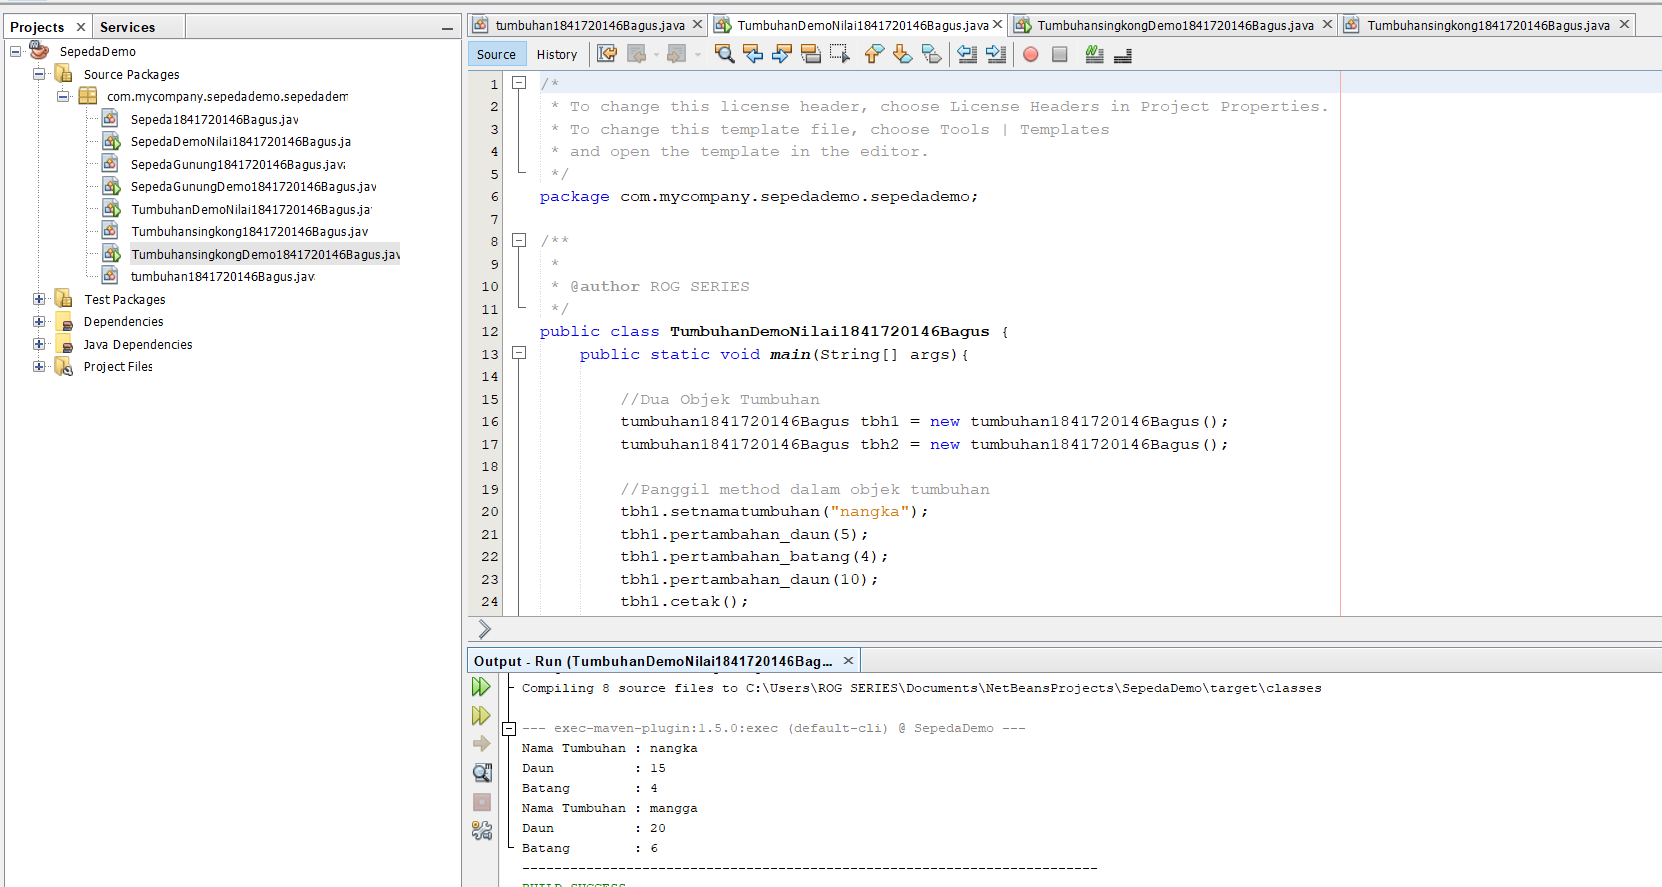 Projects
Services
SepedaDemo
Source Packages
com.mycompany.sepedademo.sepedadem
Sepeda1841720146Bagus.jav
SepedaDemoNilai1841720146Bagus.ja
SepedaGunung1841720146Bagus.java
SepedaGunungDemo1841720146Bagus.jav
TumbuhanDemoNilai1841720146Bagus.ja
Tumbuhansingkong1841720146Bagus.jav
TumbuhansingkongDemo1841720146Bagus.jav
tumbuhan1841720146Bagus.java
Test Packages
Dependencies
Java Dependencies
Project Files
tumbuhan1841720146Bagus.java
TumbuhanDemoNilai1841720146Bagus.java
TumbuhansingkongDemo1841720146Bagus.java
Tumbuhansingkong1841720146Bagus.java
Source
History
1 /*
2 * To change this license header, choose License Headers in Project Properties.
3 * To change this template file, choose Tools | Templates
4 * and open the template in the editor.
5 */
6 package com.mycompany.sepedademo.sepedademo;
7
8 /**
9 *
10 * @author ROG SERIES
11 */
12 public class TumbuhanDemoNilai1841720146Bagus {
13 public static void main(String[] args){
14
15 //Dua Objek Tumbuhan
16 tumbuhan1841720146Bagus tbh1 = new tumbuhan1841720146Bagus();
17 tumbuhan1841720146Bagus tbh2 = new tumbuhan1841720146Bagus();
18
19 //Panggil method dalam objek tumbuhan
20 tbh1.setnamatumbuhan("nangka");
21 tbh1.pertambahan_daun(5);
22 tbh1.pertambahan_batang(4);
23 tbh1.pertambahan_daun(10);
24 tbh1.cetak();
Output - Run (TumbuhanDemoNilai1841720146Bag...
Compiling 8 source files to C:\Users\ROG SERIES\Documents\NetBeansProjects\SepedaDemo\target\classes
--- exec-maven-plugin:1.5.0:exec (default-cli) @ SepedaDemo ---
Nama Tumbuhan : nangka
Daun : 15
Batang : 4
Nama Tumbuhan : mangga
Daun : 20
Batang : 6
------------------------------------------------------------------------
BUILD SUCCESS